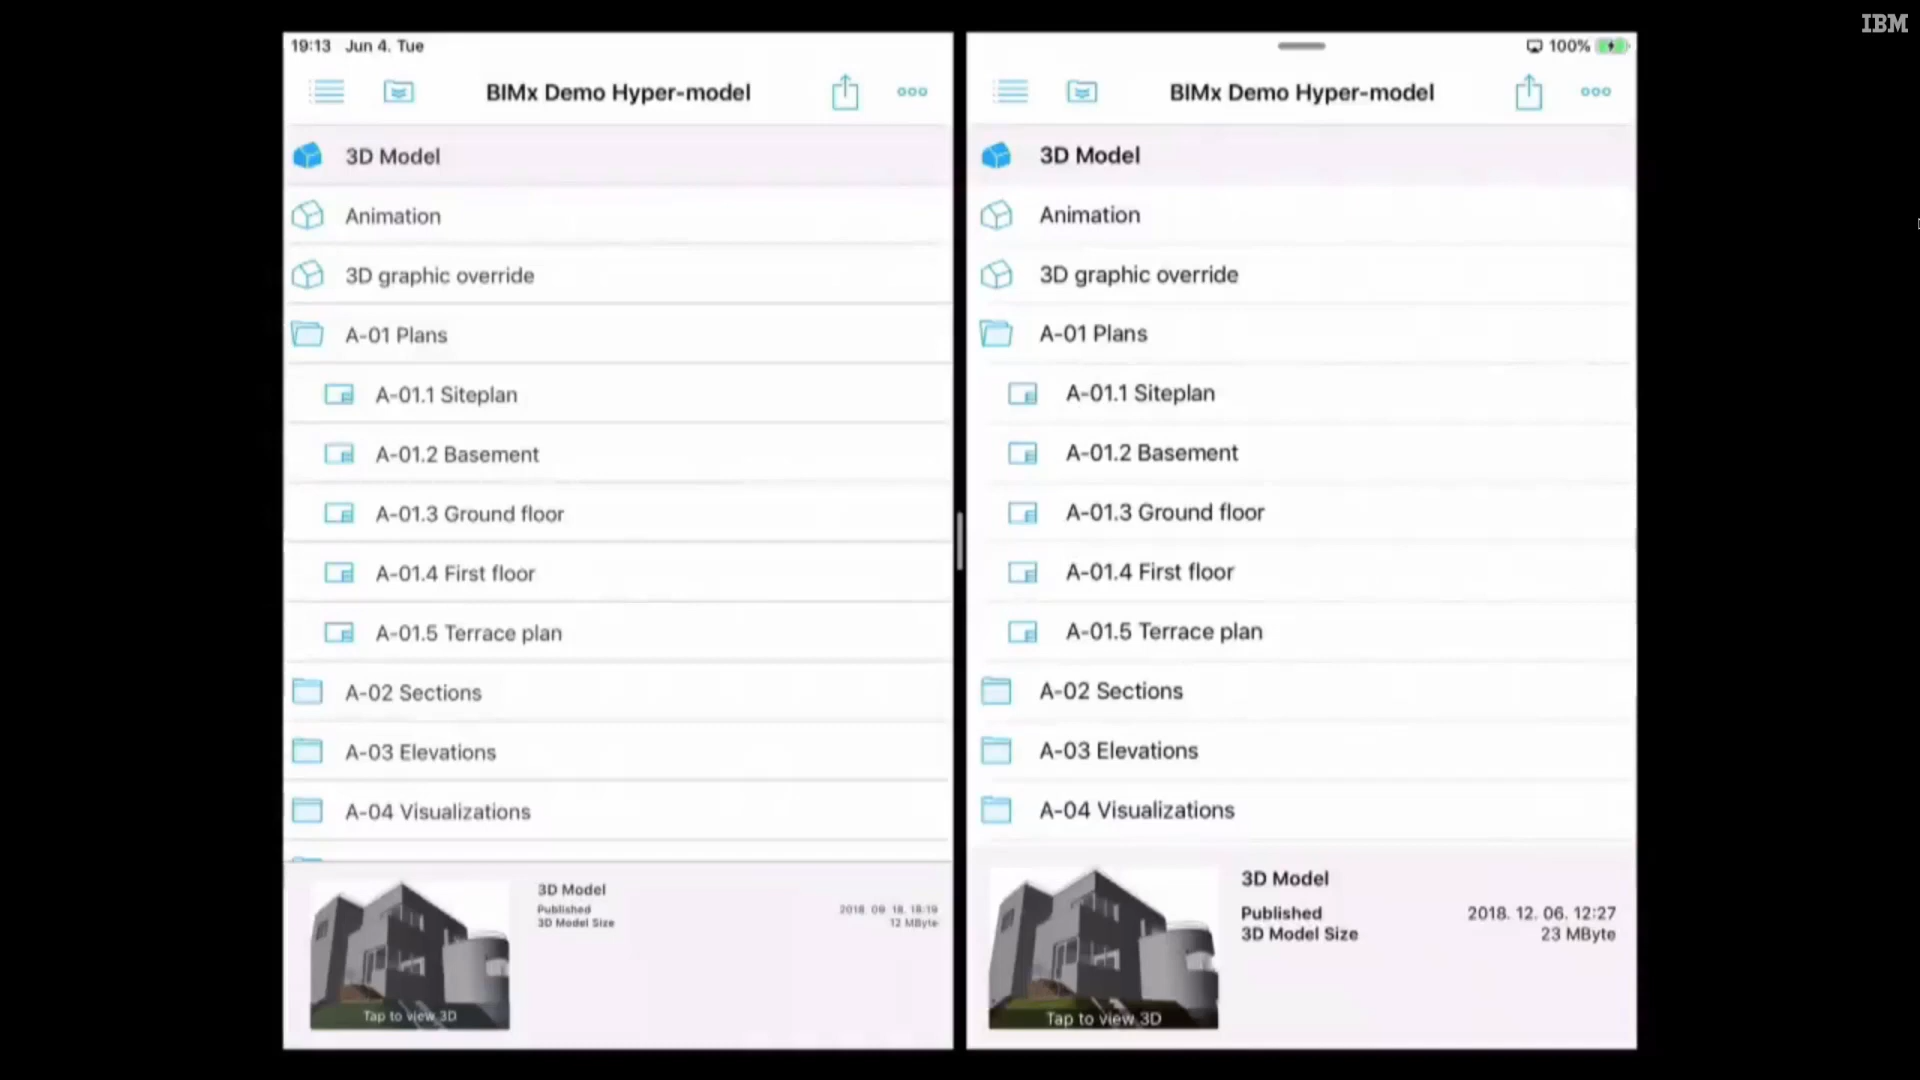 IBM
19:13 Jun 4. Tue
BIMx Demo Hyper-model
3D Model
Animation
3D graphic override
A-01 Plans
A-01.1 Siteplan
A-01.2 Basement
A-01.3 Ground floor
A-01.4 First floor
A-01.5 Terrace plan
A-02 Sections
A-03 Elevations
A-04 Visualizations
Tap to view 3D
3D Model
Published 2018. 09. 18. 18:19
3D Model Size 12 MByte
100%
BIMx Demo Hyper-model
3D Model
Animation
3D graphic override
A-01 Plans
A-01.1 Siteplan
A-01.2 Basement
A-01.3 Ground floor
A-01.4 First floor
A-01.5 Terrace plan
A-02 Sections
A-03 Elevations
A-04 Visualizations
Tap to view 3D
3D Model
Published 2018. 12. 06. 12:27
3D Model Size 23 MByte